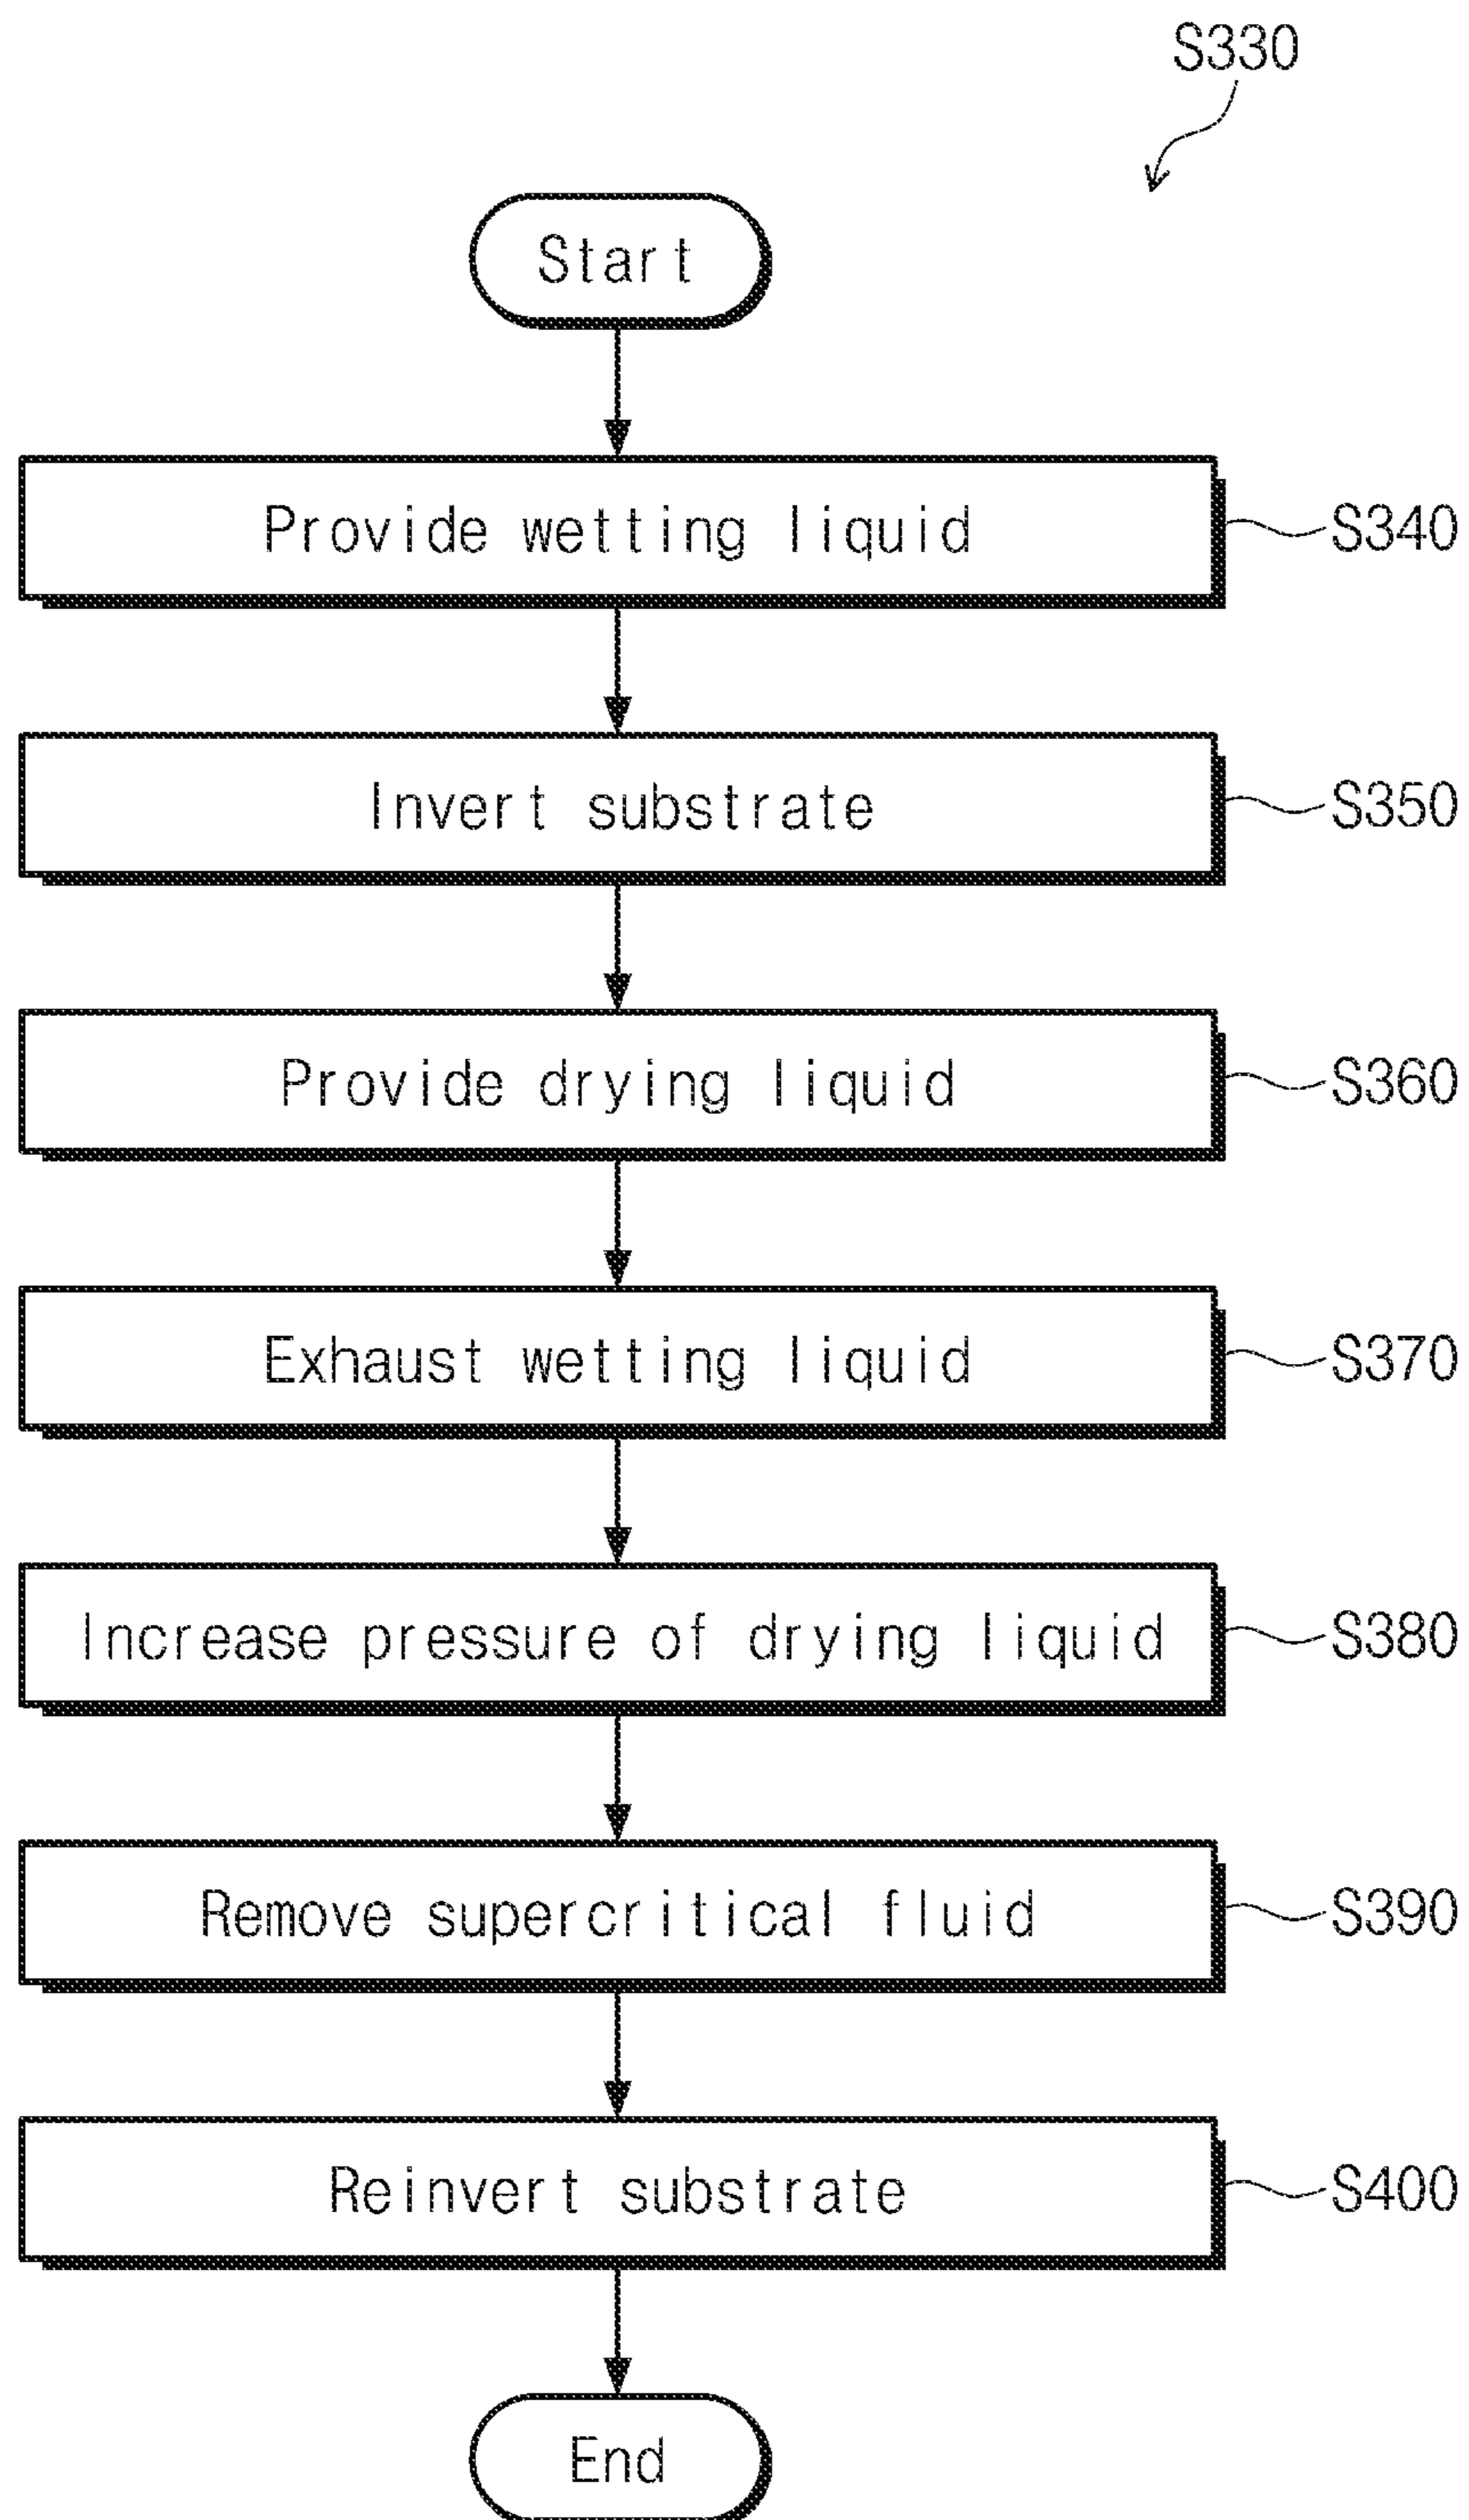 S330
Start
Provide wetting liquid
S340
Invert substrate
S350
Provide drying liquid
S360
Exhaust wetting liquid
S370
Increase pressure of drying liquid
S380
Remove supercritical fluid
S390
Reinvert substrate
S400
End